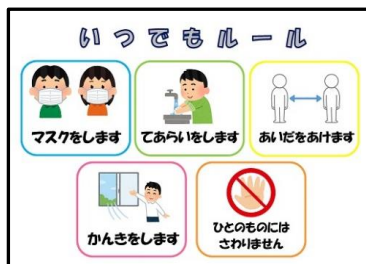 いつでもルール
マスクをします
てあらいをします
あいだをあけます
かんきをします
ひとのものには
さわりません